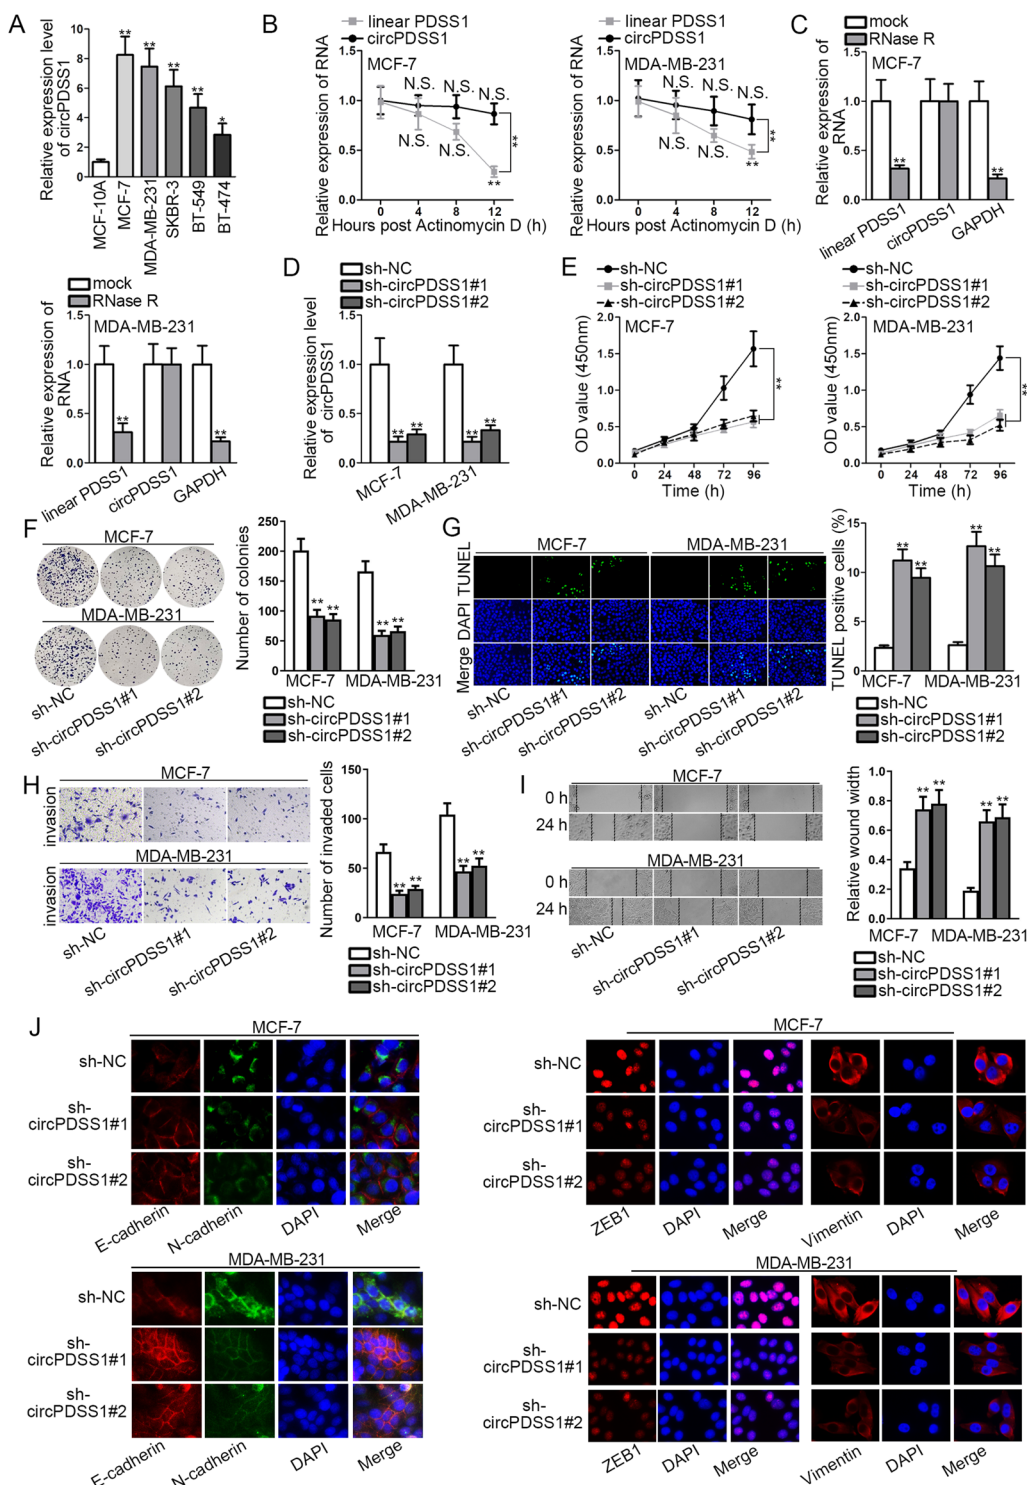 A
Relative expression level
of circPDSS1
10
8
6
4
2
0
**
**
**
**
*
MCF-10A
MCF-7
MDA-MB-231
SKBR-3
BT-549
BT-474
B
linear PDSS1
circPDSS1
MCF-7
Relative expression of RNA
1.5
1.0
0.5
0.0
N.S.
N.S.
N.S.
N.S.
N.S.
**
**
0 4 8 12
Hours post Actinomycin D (h)
linear PDSS1
circPDSS1
MDA-MB-231
Relative expression of RNA
1.5
1.0
0.5
0.0
N.S.
N.S.
N.S.
N.S.
N.S.
**
**
0 4 8 12
Hours post Actinomycin D (h)
C
mock
RNase R
MCF-7
Relative expression of
RNA
1.5
1.0
0.5
0.0
**
**
linear PDSS1
circPDSS1
GAPDH
mock
RNase R
MDA-MB-231
Relative expression of
RNA
1.5
1.0
0.5
0.0
**
**
linear PDSS1
circPDSS1
GAPDH
D
sh-NC
sh-circPDSS1#1
sh-circPDSS1#2
Relative expression level
of circPDSS1
1.5
1.0
0.5
0.0
**
**
**
**
MCF-7
MDA-MB-231
E
sh-NC
sh-circPDSS1#1
sh-circPDSS1#2
MCF-7
OD value (450nm)
2.0
1.5
1.0
0.5
0.0
**
0 24 48 72 96
Time (h)
sh-NC
sh-circPDSS1#1
sh-circPDSS1#2
MDA-MB-231
OD value (450nm)
2.0
1.5
1.0
0.5
0.0
**
0 24 48 72 96
Time (h)
F
MCF-7
MDA-MB-231
sh-NC
sh-circPDSS1#1
sh-circPDSS1#2
Number of colonies
250
200
150
100
50
0
**
**
**
**
MCF-7
MDA-MB-231
sh-NC
sh-circPDSS1#1
sh-circPDSS1#2
G
MCF-7
MDA-MB-231
TUNEL
DAPI
Merge
sh-NC
sh-circPDSS1#1
sh-circPDSS1#2
sh-NC
sh-circPDSS1#1
sh-circPDSS1#2
TUNEL positive cells (%)
15
10
5
0
**
**
**
**
MCF-7
MDA-MB-231
sh-NC
sh-circPDSS1#1
sh-circPDSS1#2
H
MCF-7
invasion
MDA-MB-231
invasion
sh-NC
sh-circPDSS1#1
sh-circPDSS1#2
Number of invaded cells
150
100
50
0
**
**
**
**
MCF-7
MDA-MB-231
sh-NC
sh-circPDSS1#1
sh-circPDSS1#2
I
MCF-7
0 h
24 h
MDA-MB-231
0 h
24 h
sh-NC
sh-circPDSS1#1
sh-circPDSS1#2
Relative wound width
1.0
0.8
0.6
0.4
0.2
0.0
**
**
**
**
MCF-7
MDA-MB-231
sh-NC
sh-circPDSS1#1
sh-circPDSS1#2
J
MCF-7
sh-NC
sh-
circPDSS1#1
sh-
circPDSS1#2
E-cadherin
N-cadherin
DAPI
Merge
MCF-7
sh-NC
sh-
circPDSS1#1
sh-
circPDSS1#2
ZEB1
DAPI
Merge
Vimentin
DAPI
Merge
MDA-MB-231
sh-NC
sh-
circPDSS1#1
sh-
circPDSS1#2
E-cadherin
N-cadherin
DAPI
Merge
MDA-MB-231
sh-NC
sh-
circPDSS1#1
sh-
circPDSS1#2
ZEB1
DAPI
Merge
Vimentin
DAPI
Merge